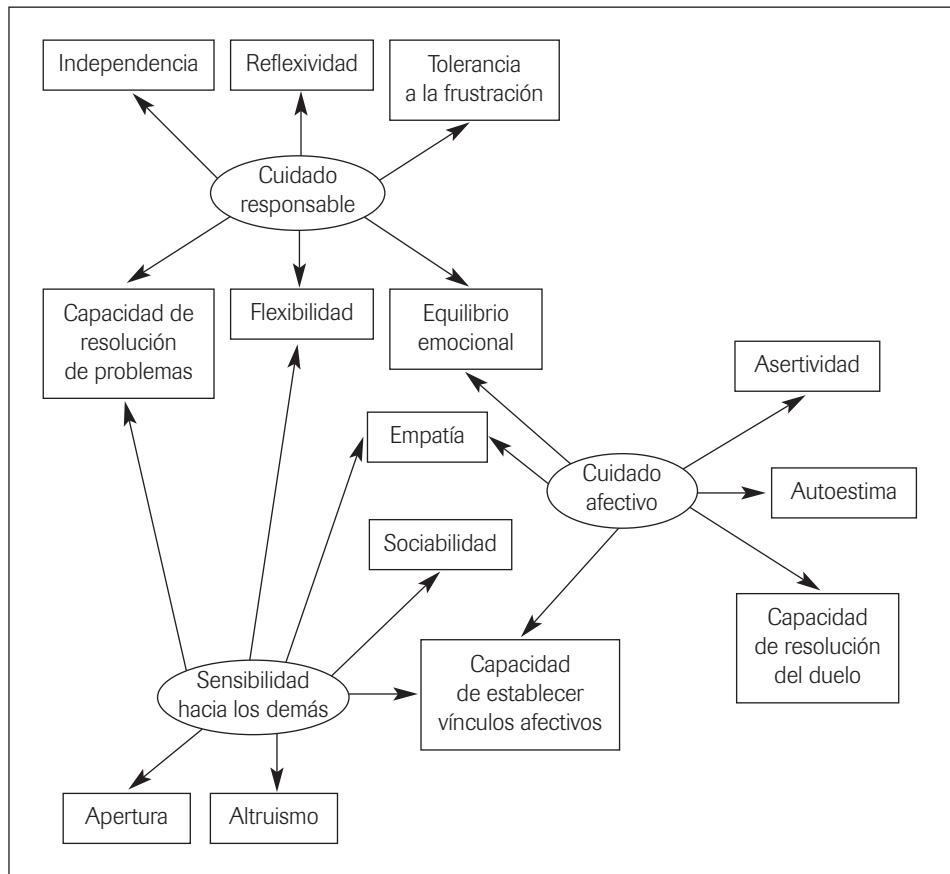 Independencia
Reflexividad
Tolerancia
a la frustración
Cuidado
responsable
Capacidad de
resolución
de problemas
Flexibilidad
Equilibrio
emocional
Asertividad
Empatía
Cuidado
afectivo
Autoestima
Sociabilidad
Capacidad
de resolución
del duelo
Sensibilidad
hacia los demás
Capacidad
de establecer
vínculos afectivos
Apertura
Altruismo